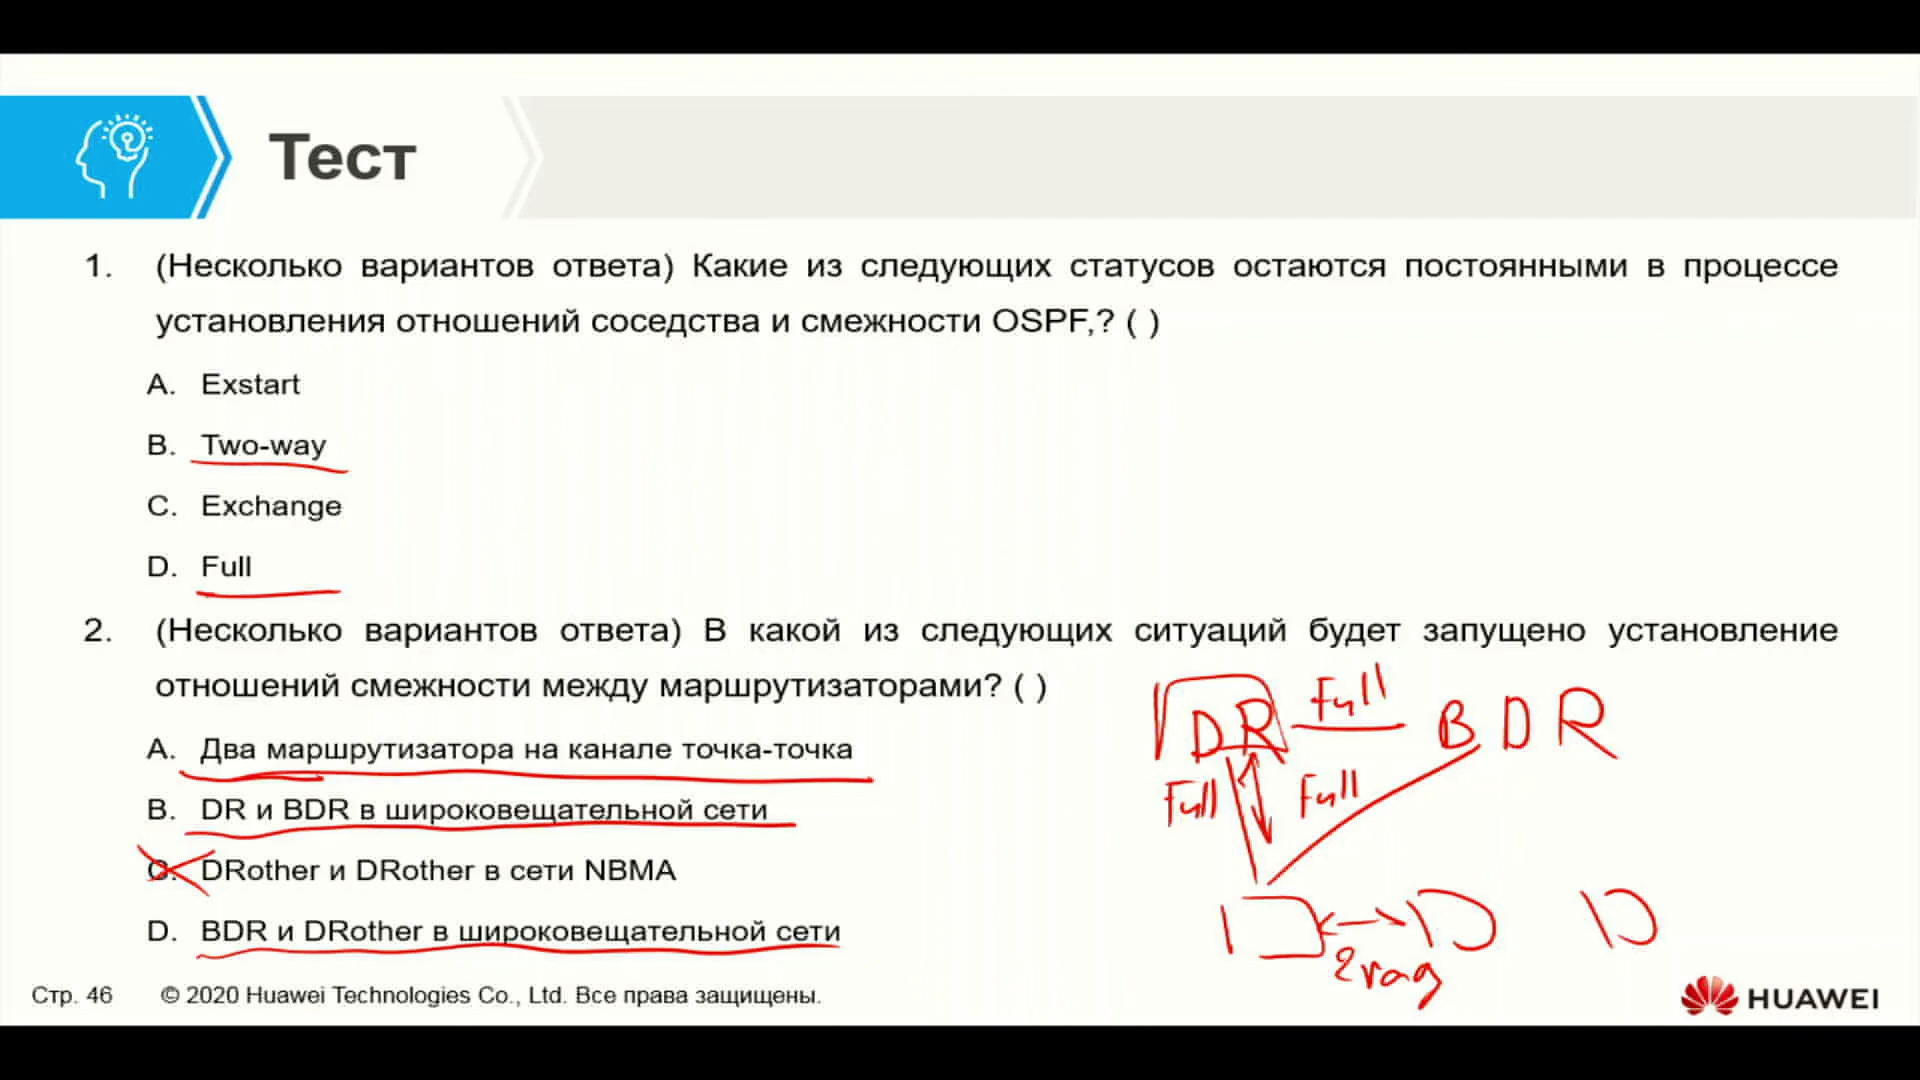 Тест
1. (Несколько вариантов ответа) Какие из следующих статусов остаются постоянными в процессе
установления отношений соседства и смежности OSPF,? ( )
A. Exstart
B. Two-way
C. Exchange
D. Full
2. (Несколько вариантов ответа) В какой из следующих ситуаций будет запущено установление
отношений смежности между маршрутизаторами? ( )
A. Два маршрутизатора на канале точка-точка
B. DR и BDR в широковещательной сети
C. DRother и DRother в сети NBMA
D. BDR и DRother в широковещательной сети
DR Full BDR
Full Full
D D D
2way
Стр. 46 © 2020 Huawei Technologies Co., Ltd. Все права защищены.
HUAWEI